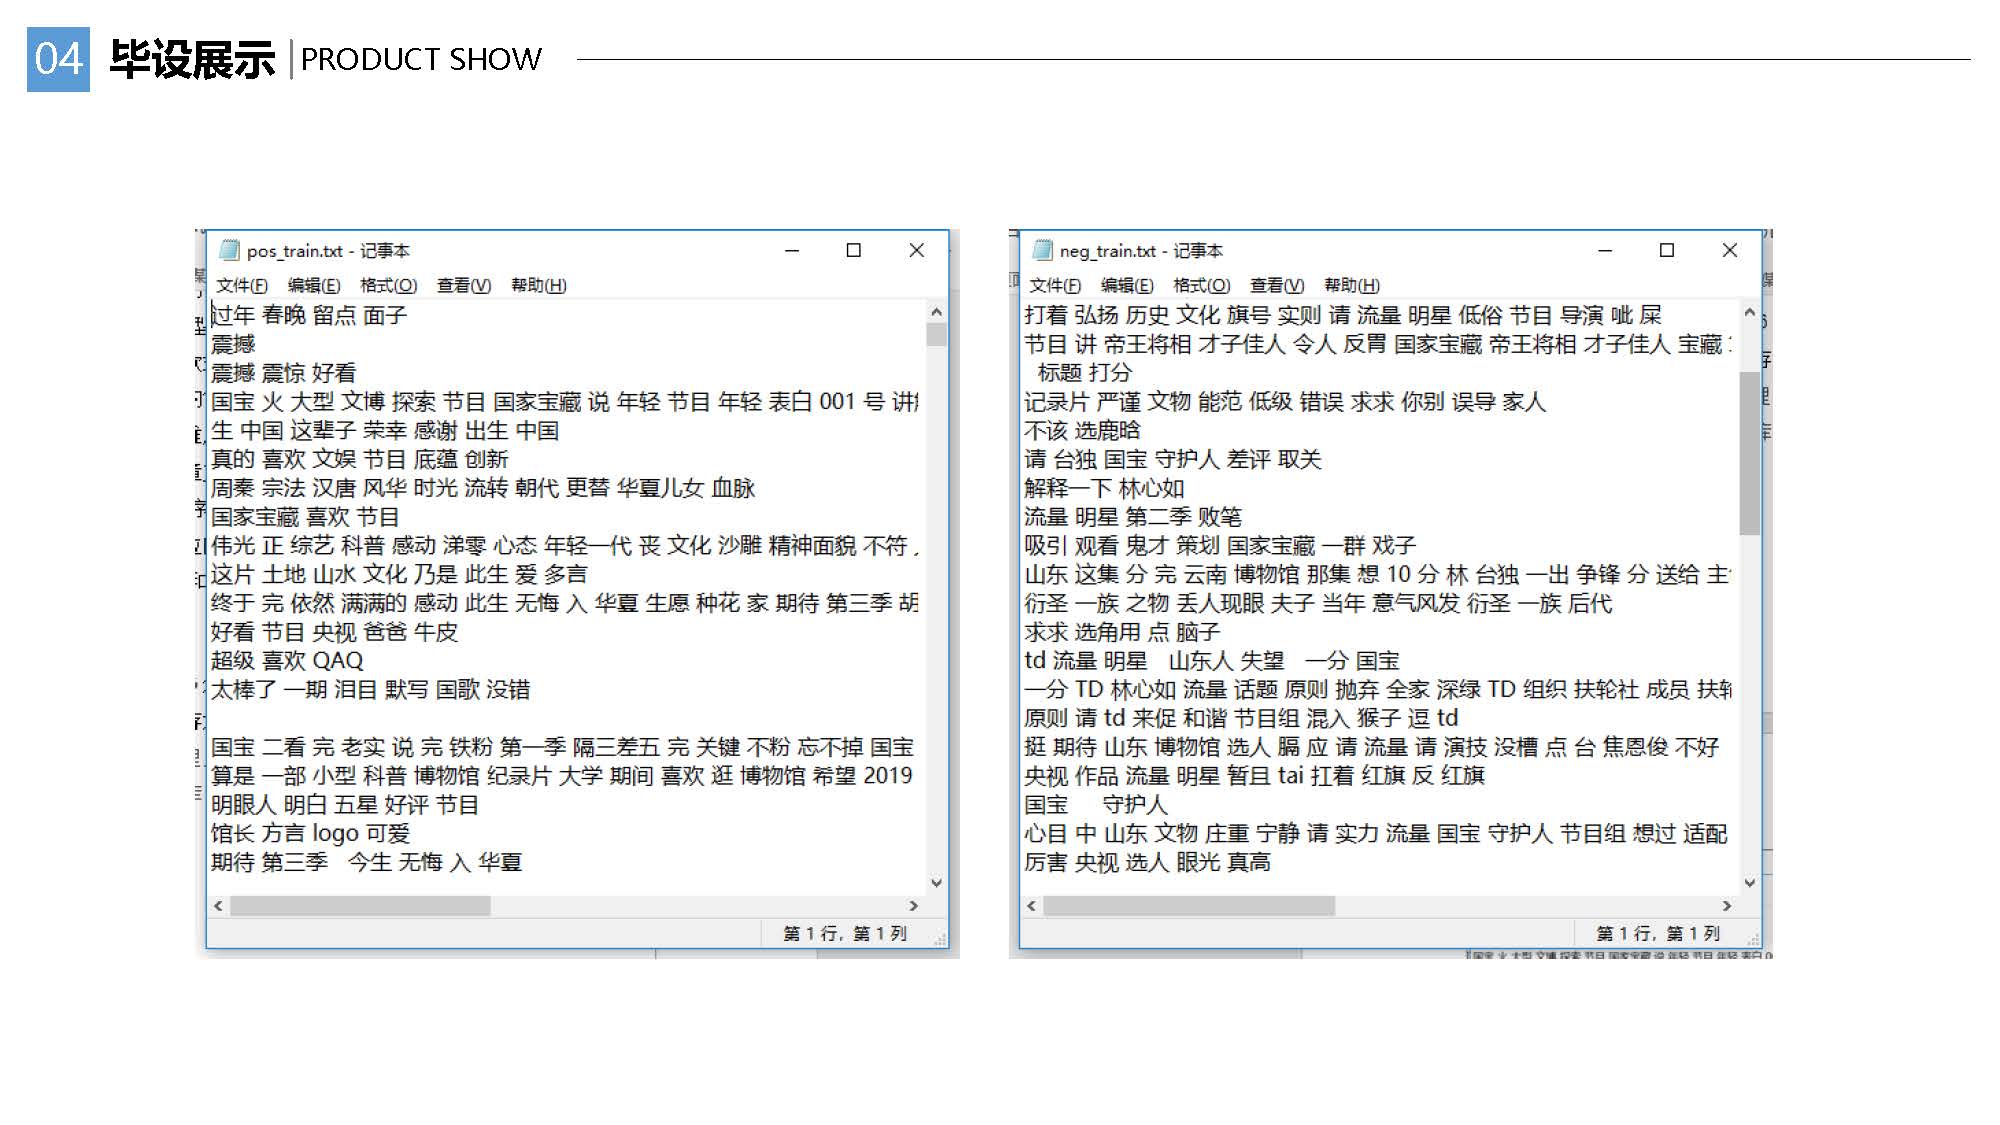 04 毕设展示 PRODUCT SHOW
pos_train.txt - 记事本
文件(F) 编辑(E) 格式(O) 查看(V) 帮助(H)
过年 春晚 留点 面子
震撼
震撼 震惊 好看
国宝 火 大型 文博 探索 节目 国家宝藏 说 年轻 节目 年轻 表白 001 号 讲
生 中国 这辈子 荣幸 感谢 出生 中国
真的 喜欢 文娱 节目 底蕴 创新
周秦 宗法 汉唐 风华 时光 流转 朝代 更替 华夏儿女 血脉
国家宝藏 喜欢 节目
伟光 正 综艺 科普 感动 涕零 心态 年轻一代 丧 文化 沙雕 精神面貌 不符
这片 土地 山水 文化 乃是 此生 爱 多言
终于 完 依然 满满的 感动 此生 无悔 入 华夏 生愿 种花 家 期待 第三季 胡
好看 节目 央视 爸爸 牛皮
超级 喜欢 QAQ
太棒了 一期 泪目 默写 国歌 没错
国宝 二看 完 老实 说 完 铁粉 第一季 隔三差五 完 关键 不粉 忘不掉 国宝
算是 一部 小型 科普 博物馆 纪录片 大学 期间 喜欢 逛 博物馆 希望 2019
明眼人 明白 五星 好评 节目
馆长 方言 logo 可爱
期待 第三季 今生 无悔 入 华夏
第 1 行，第 1 列
neg_train.txt - 记事本
文件(F) 编辑(E) 格式(O) 查看(V) 帮助(H)
打着 弘扬 历史 文化 旗号 实则 请 流量 明星 低俗 节目 导演 呲 屎
节目 讲 帝王将相 才子佳人 令人 反胃 国家宝藏 帝王将相 才子佳人 宝藏
标题 打分
记录片 严谨 文物 能范 低级 错误 求求 你别 误导 家人
不该 选鹿晗
请 台独 国宝 守护人 差评 取关
解释一下 林心如
流量 明星 第二季 败笔
吸引 观看 鬼才 策划 国家宝藏 一群 戏子
山东 这集 分 完 云南 博物馆 那集 想 10 分 林 台独 一出 争锋 分 送给 主
衍圣 一族 之物 丢人现眼 夫子 当年 意气风发 衍圣 一族 后代
求求 选角用 点 脑子
td 流量 明星 山东人 失望 一分 国宝
一分 TD 林心如 流量 话题 原则 抛弃 全家 深绿 TD 组织 扶轮社 成员 扶轮
原则 请 td 来促 和谐 节目组 混入 猴子 逗 td
挺 期待 山东 博物馆 选人 膈 应 请 流量 请 演技 没槽 点 台 焦恩俊 不好
央视 作品 流量 明星 暂且 tai 扛着 红旗 反 红旗
国宝 守护人
心目 中 山东 文物 庄重 宁静 请 实力 流量 国宝 守护人 节目组 想过 适配
厉害 央视 选人 眼光 真高
第 1 行，第 1 列